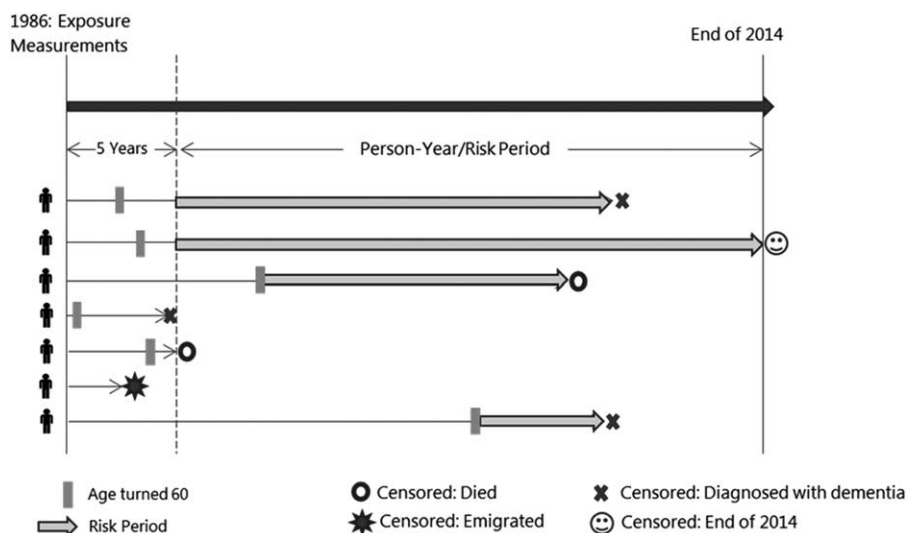 1986: Exposure
Measurements
End of 2014
5 Years
Person-Year/Risk Period
Age turned 60
Censored: Died
Censored: Diagnosed with dementia
Risk Period
Censored: Emigrated
Censored: End of 2014